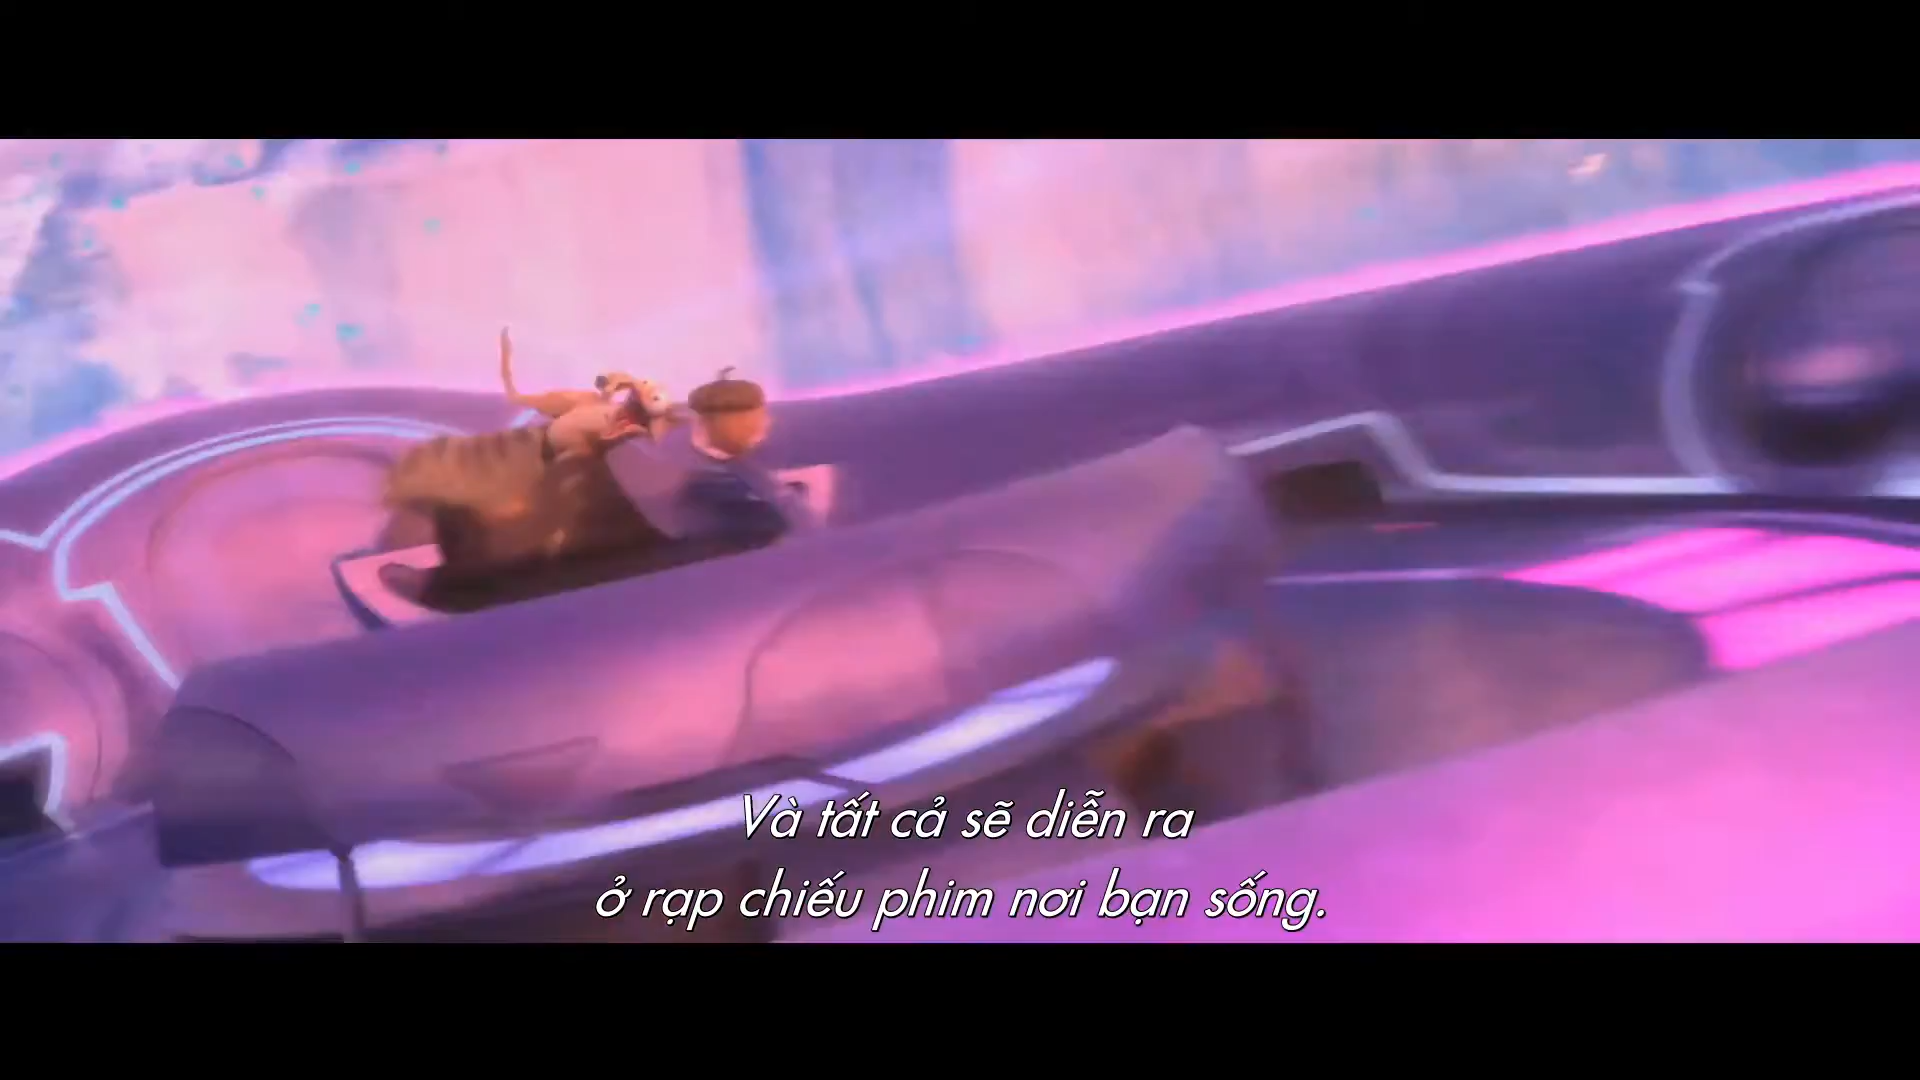 Và tất cả sẽ diễn ra
ở rạp chiếu phim nơi bạn sống.